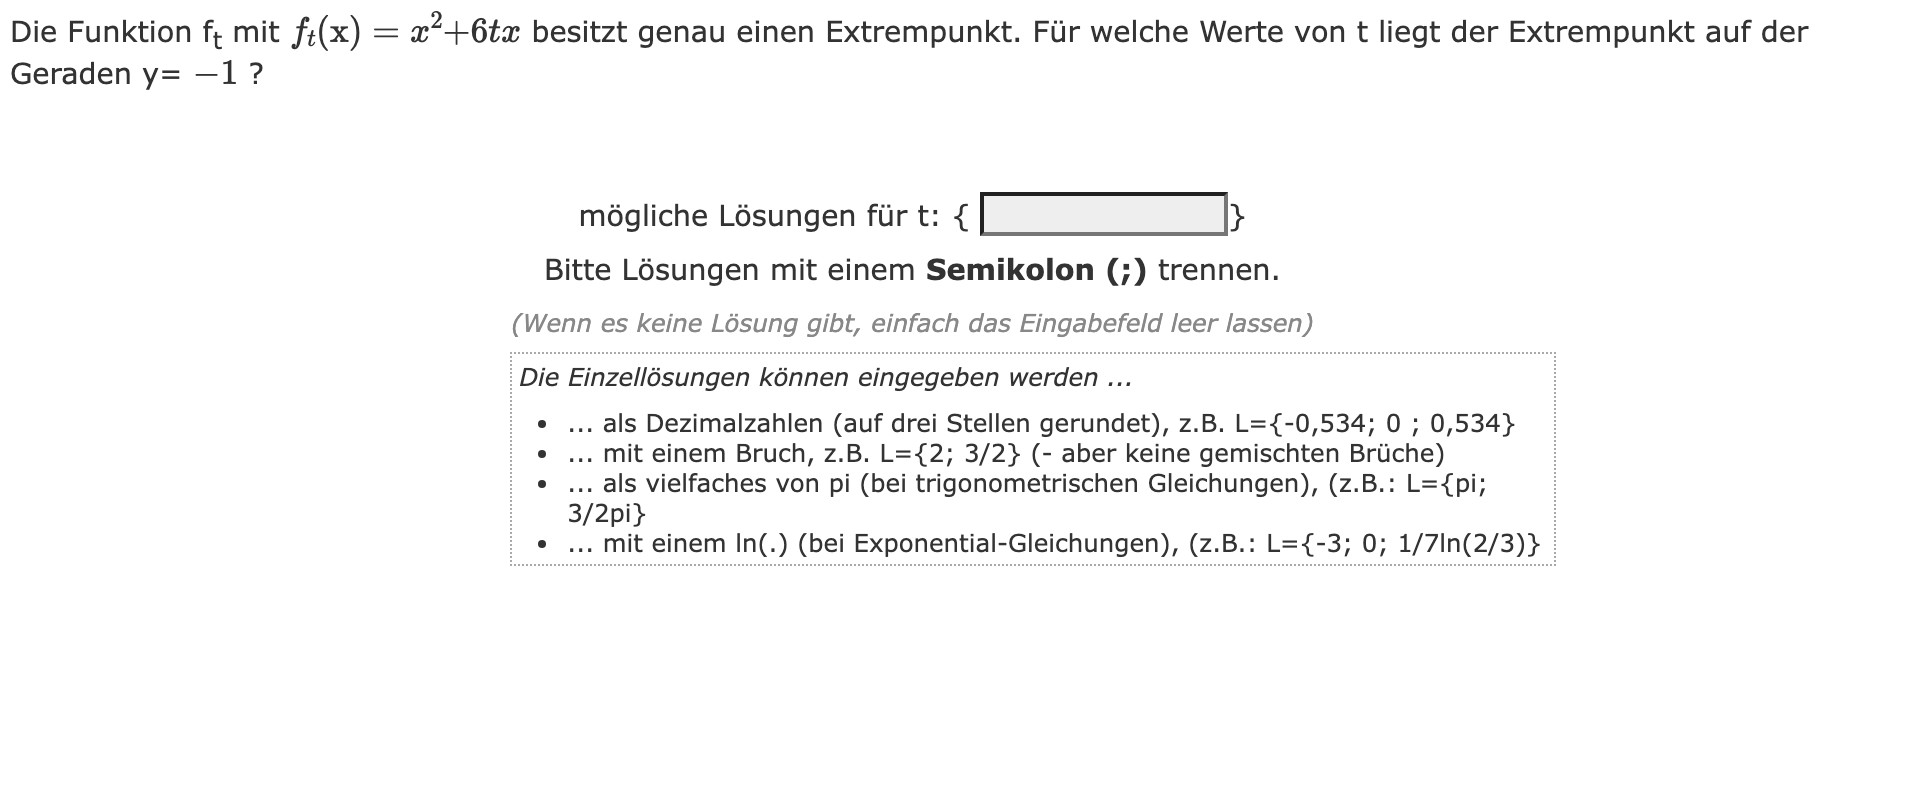 Die Funktion fₜ mit fₜ(x) = x²+6tx besitzt genau einen Extrempunkt. Für welche Werte von t liegt der Extrempunkt auf der
Geraden y= −1 ?
mögliche Lösungen für t: { }
Bitte Lösungen mit einem Semikolon (;) trennen.
(Wenn es keine Lösung gibt, einfach das Eingabefeld leer lassen)
Die Einzellösungen können eingegeben werden ...
• ... als Dezimalzahlen (auf drei Stellen gerundet), z.B. L={-0,534; 0 ; 0,534}
• ... mit einem Bruch, z.B. L={2; 3/2} (- aber keine gemischten Brüche)
• ... als vielfaches von pi (bei trigonometrischen Gleichungen), (z.B.: L={pi;
3/2pi}
• ... mit einem ln(.) (bei Exponential-Gleichungen), (z.B.: L={-3; 0; 1/7ln(2/3)}